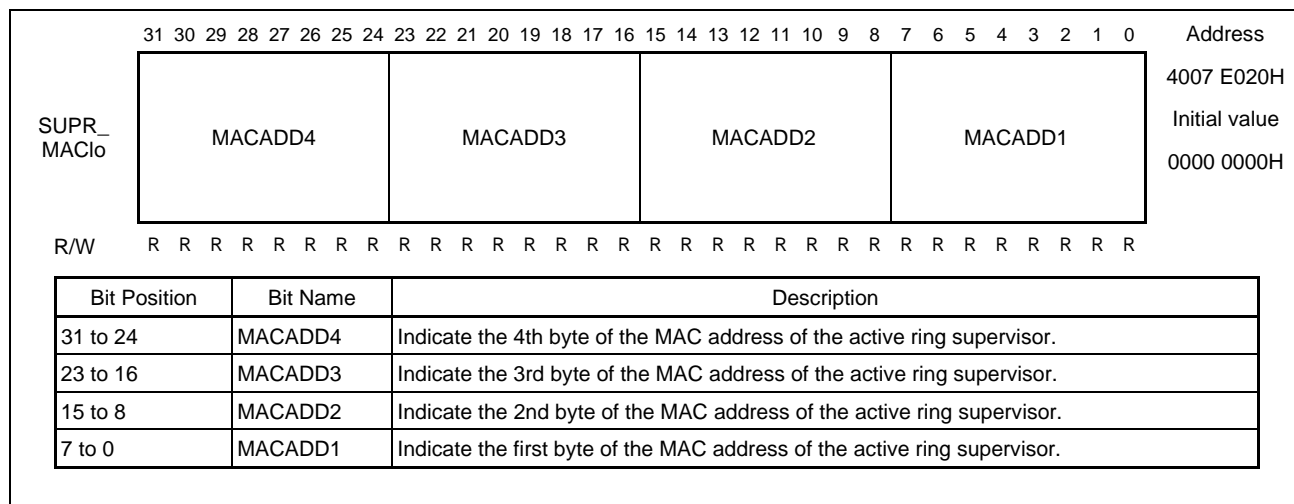 31 30 29 28 27 26 25 24 23 22 21 20 19 18 17 16 15 14 13 12 11 10 9 8 7 6 5 4 3 2 1 0 Address
4007 E020H
SUPR_
MAClo
MACADD4 MACADD3 MACADD2 MACADD1
Initial value
0000 0000H
R/W R R R R R R R R R R R R R R R R R R R R R R R R R R R R R R R R
Bit Position Bit Name Description
31 to 24 MACADD4 Indicate the 4th byte of the MAC address of the active ring supervisor.
23 to 16 MACADD3 Indicate the 3rd byte of the MAC address of the active ring supervisor.
15 to 8 MACADD2 Indicate the 2nd byte of the MAC address of the active ring supervisor.
7 to 0 MACADD1 Indicate the first byte of the MAC address of the active ring supervisor.